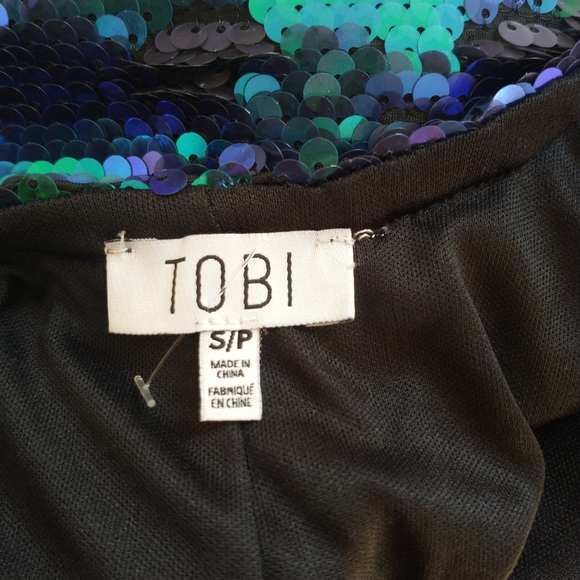 TOBI
S/P
MADE IN
CHINA
FABRIQUÉ
EN CHINE